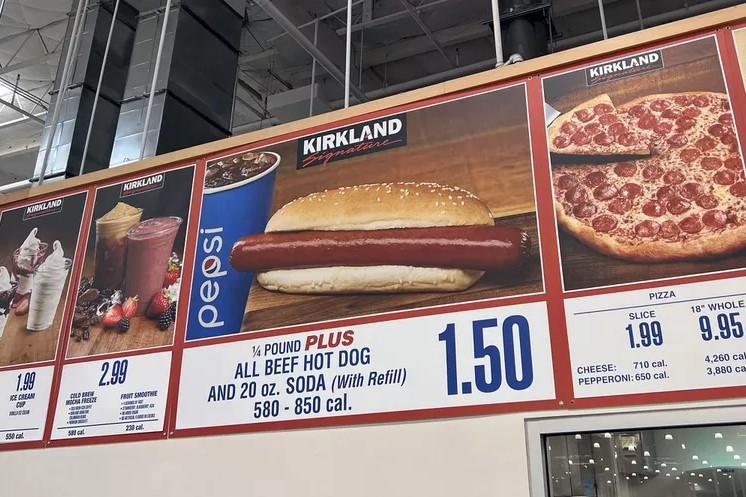 KIRKLAND
1.99
ICE CREAM
CUP
550 cal.
KIRKLAND
2.99
COLD BREW
MOCHA FREEZE
580 cal.
FRUIT SMOOTHIE
230 cal.
KIRKLAND
Signature
pepsi
1/4 POUND PLUS
ALL BEEF HOT DOG
AND 20 oz. SODA (With Refill)
580 - 850 cal.
1.50
KIRKLAND
Signature
PIZZA
SLICE
1.99
18" WHOLE
9.95
CHEESE: 710 cal. 4,260 c
PEPPERONI: 650 cal. 3,880 ca